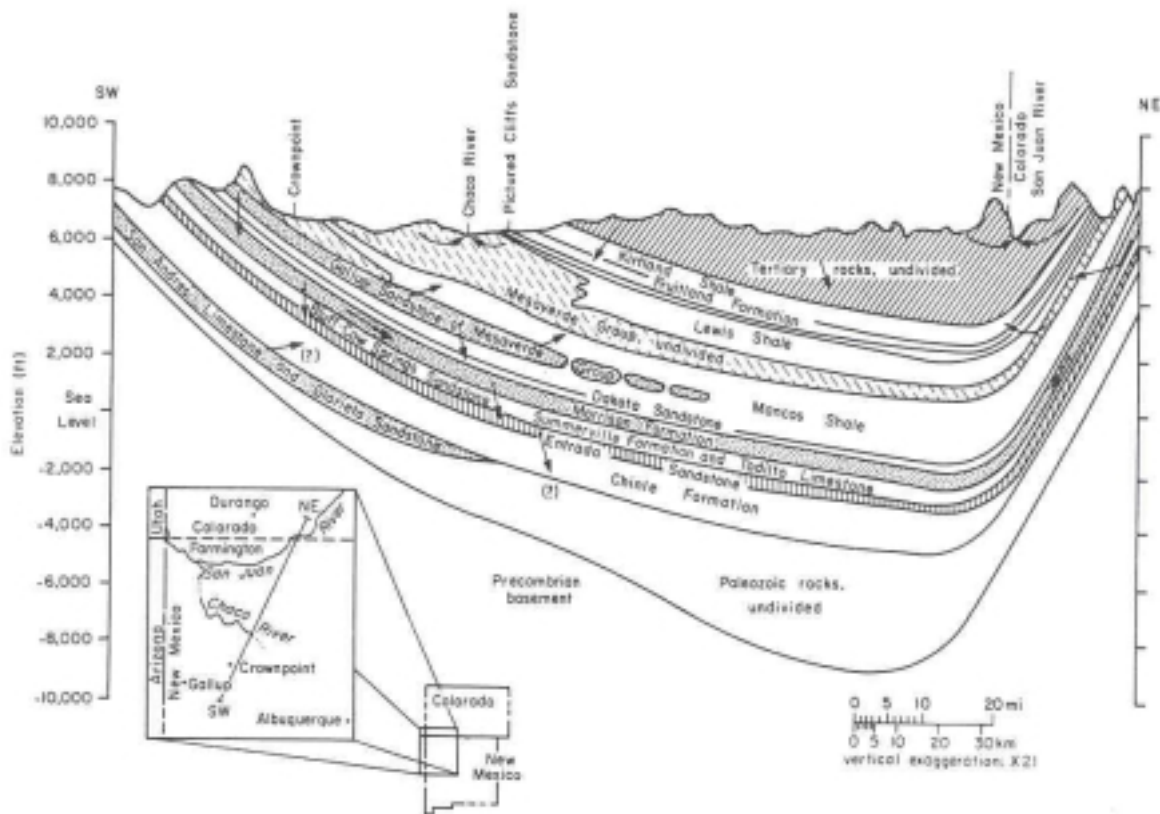 SW
NE
Crownpoint
Chaco River
Pictured Cliffs Sandstone
New Mexico
Colorado
San Juan River
10,000
8,000
6,000
4,000
2,000
Sea
Level
-2,000
-4,000
-6,000
-8,000
-10,000
Elevation (ft)
Kirtland Shale
Fruitland Formation
Tertiary rocks, undivided.
Lewis Shale
Mesaverde Group, undivided
Gallup Sandstone of Mesaverde
Group
Mancos Shale
Dakota Sandstone
Morrison Formation
Summerville Formation and Todilto Limestone
Entrada Sandstone
Chinle Formation
San Andres Limestone and Glorieta Sandstone
(?)
(?)
Precambrian
basement
Paleozoic rocks,
undivided
Durango
NE
Utah
Colorado
River
Farmington
San Juan
Chaco River
Arizona
New Mexico
Crownpoint
Gallup
SW
Albuquerque
Colorado
New
Mexico
0 5 10 20 mi
0 5 10 20 30 km
vertical exaggeration: X21